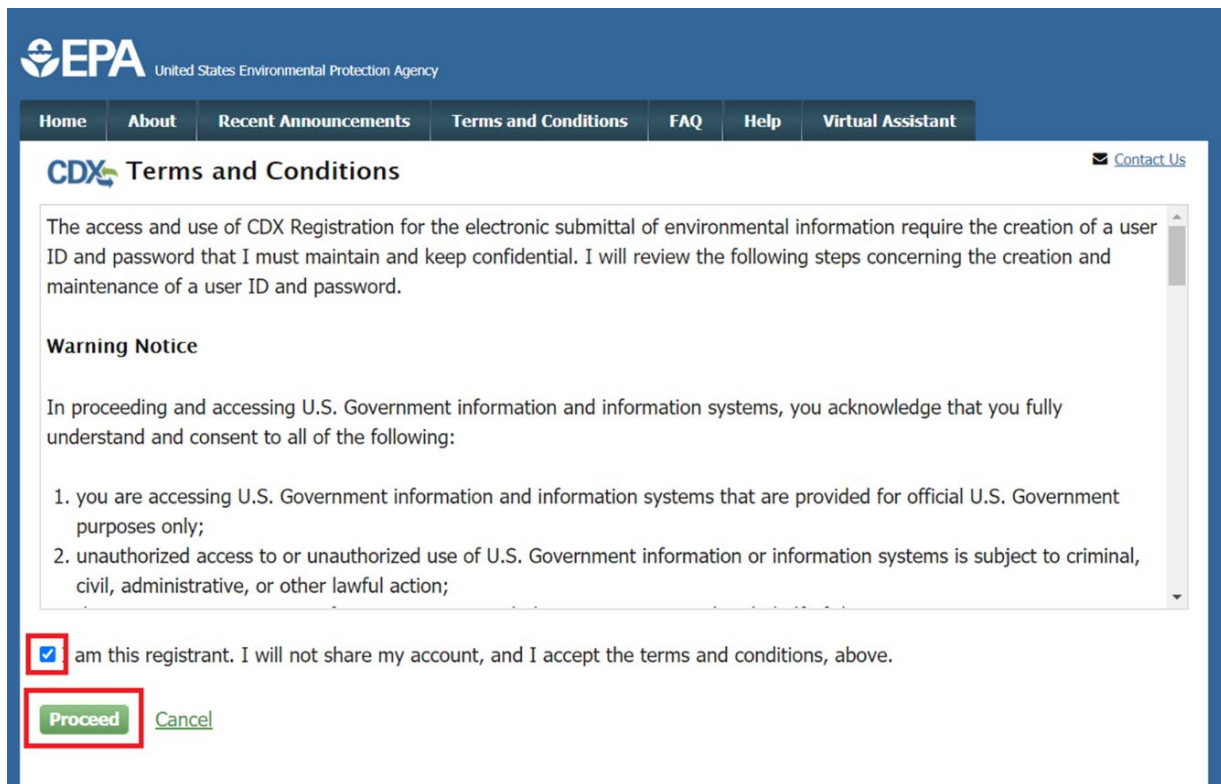 EPA United States Environmental Protection Agency
Home About Recent Announcements Terms and Conditions FAQ Help Virtual Assistant
Contact Us
CDX Terms and Conditions
The access and use of CDX Registration for the electronic submittal of environmental information require the creation of a user
ID and password that I must maintain and keep confidential. I will review the following steps concerning the creation and
maintenance of a user ID and password.
Warning Notice
In proceeding and accessing U.S. Government information and information systems, you acknowledge that you fully
understand and consent to all of the following:
1. you are accessing U.S. Government information and information systems that are provided for official U.S. Government
purposes only;
2. unauthorized access to or unauthorized use of U.S. Government information or information systems is subject to criminal,
civil, administrative, or other lawful action;
am this registrant. I will not share my account, and I accept the terms and conditions, above.
Proceed Cancel